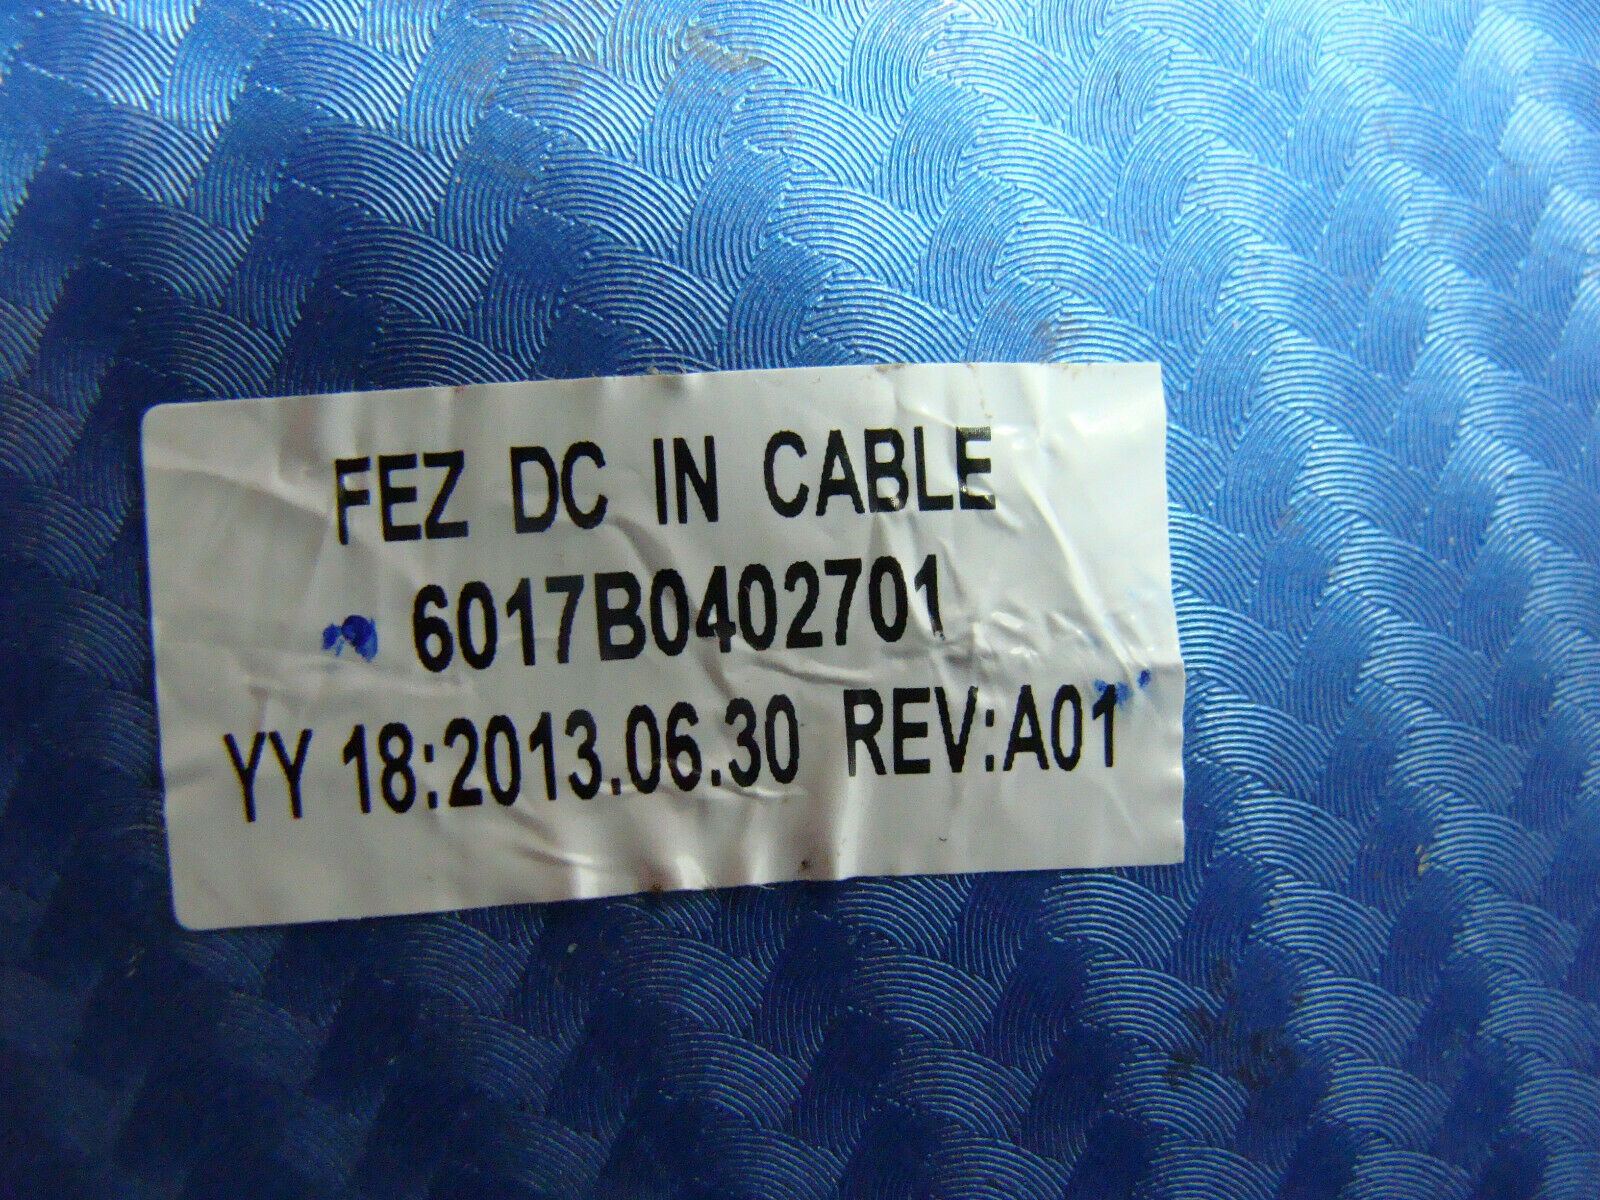 FEZ DC IN CABLE
6017B0402701
YY 18:2013.06.30 REV:A01